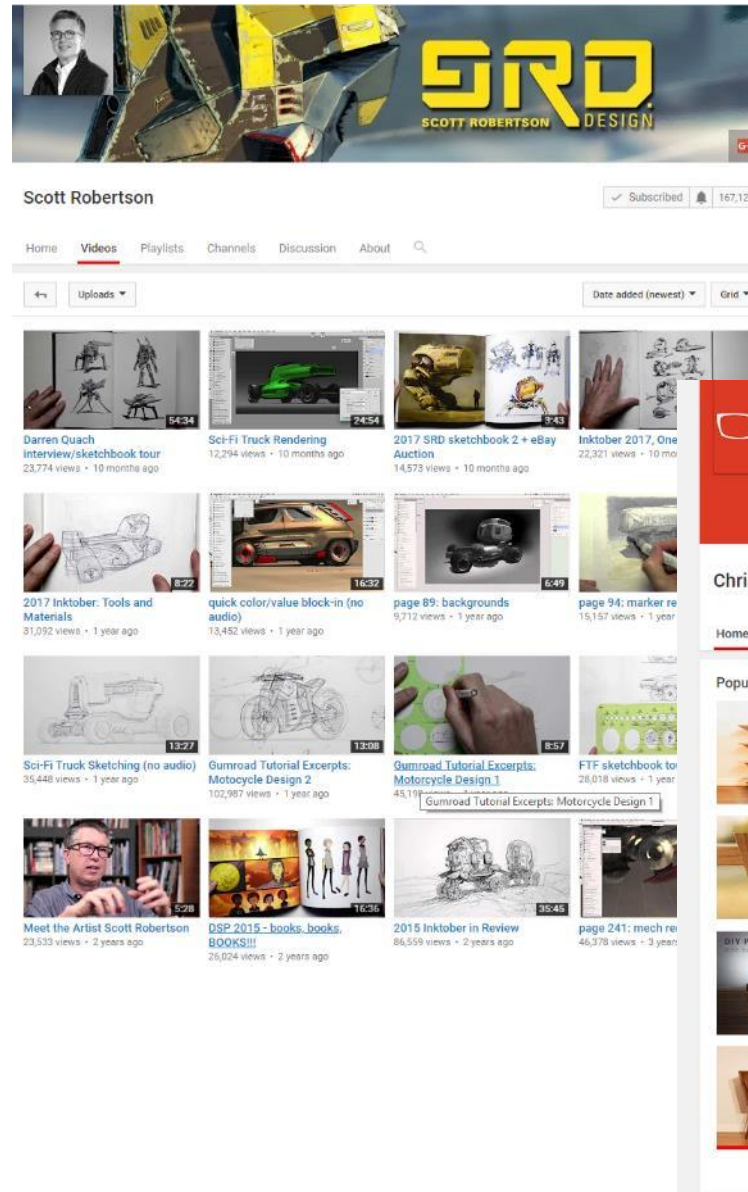 SRD.
SCOTT ROBERTSON DESIGN
Scott Robertson
Subscribed 167,12
Home Videos Playlists Channels Discussion About
Uploads Date added (newest) Grid
54:34 24:54 3:43
Darren Quach Sci-Fi Truck Rendering 2017 SRD sketchbook 2 + eBay Inktober 2017, One
interview/sketchbook tour 12,294 views • 10 months ago Auction 22,321 views • 10 mo
23,774 views • 10 months ago 14,573 views • 10 months ago
8:22 16:32 6:49
2017 Inktober: Tools and quick color/value block-in (no page 89: backgrounds page 94: marker re
Materials audio) 9,712 views • 1 year ago 15,157 views • 1 year
31,092 views • 1 year ago 13,452 views • 1 year ago
Chri
Home
Popu
13:27 13:08 8:57
Sci-Fi Truck Sketching (no audio) Gumroad Tutorial Excerpts: Gumroad Tutorial Excerpts: FTF sketchbook to
35,448 views • 1 year ago Motocycle Design 2 Motorcycle Design 1 28,018 views • 1 year
102,987 views • 1 year ago 45,19
Gumroad Tutorial Excerpts: Motorcycle Design 1
5:28 16:36 35:45
Meet the Artist Scott Robertson DSP 2015 - books, books, 2015 Inktober in Review page 241: mech re
23,533 views • 2 years ago BOOKS!!! 86,559 views • 2 years ago 46,378 views • 3 years
26,024 views • 2 years ago
DIY P